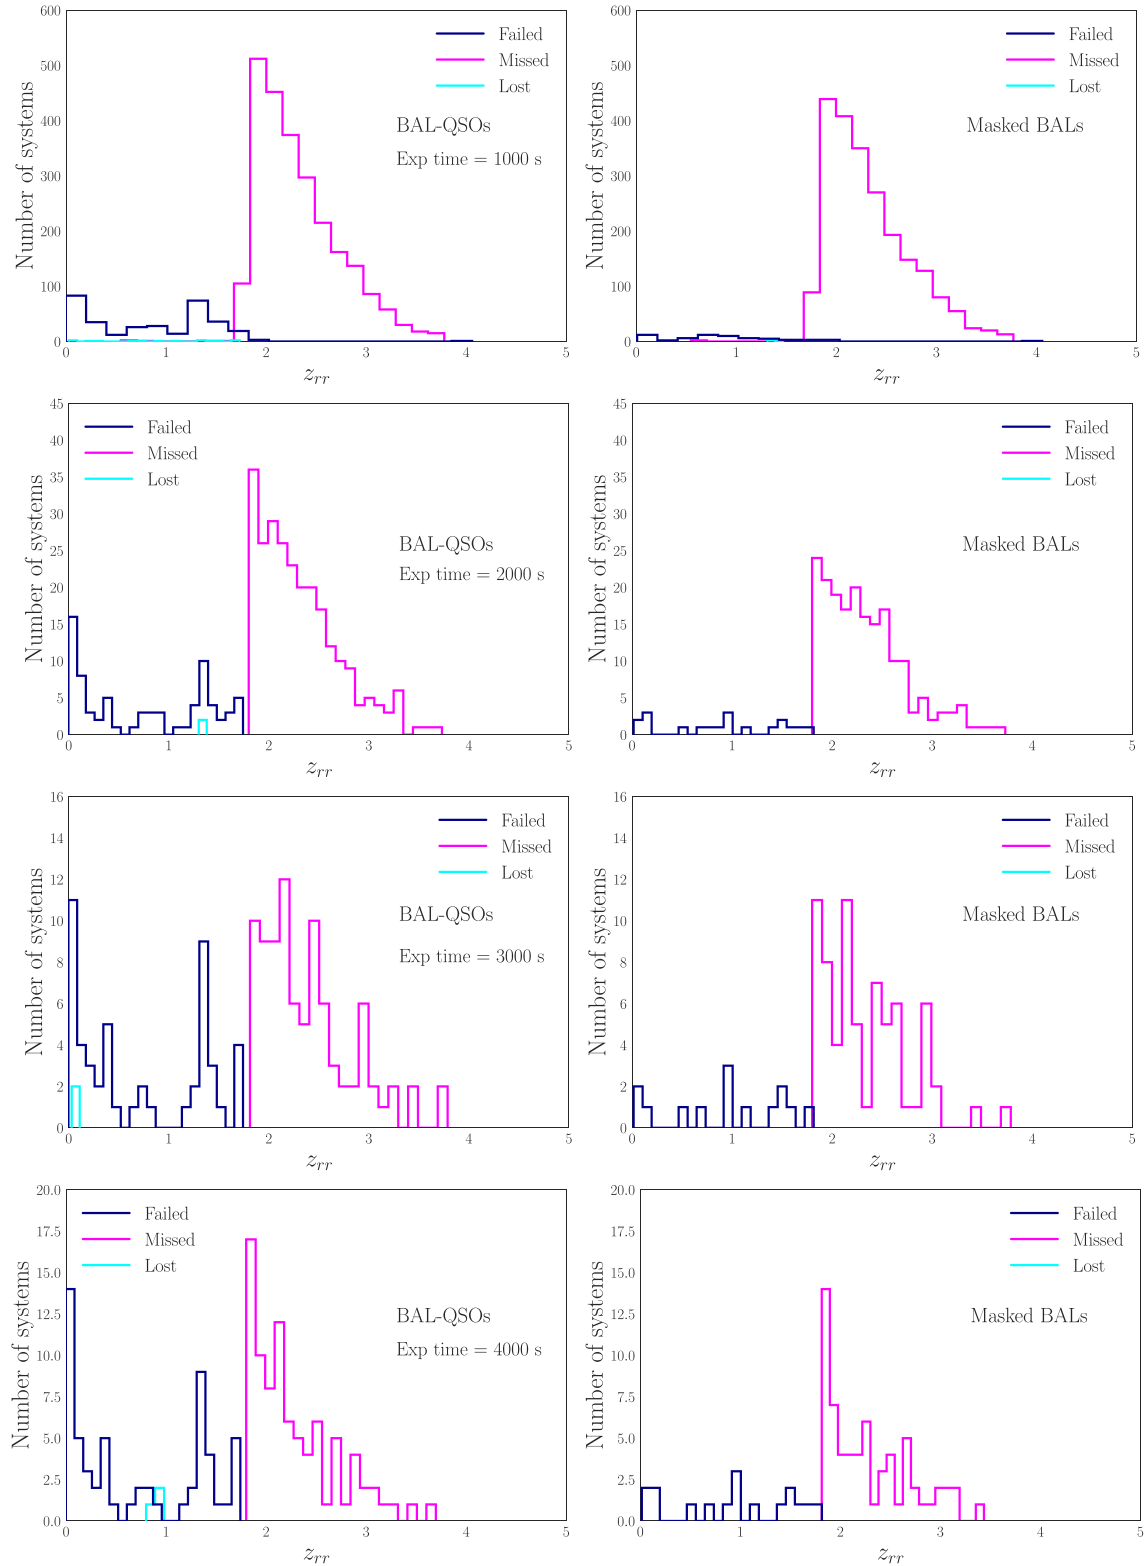 600
500
400
300
200
100
0
Number of systems
Failed
Missed
Lost
BAL-QSOs
Exp time = 1000 s
0 1 2 3 4 5
z_rr
600
500
400
300
200
100
0
Number of systems
Failed
Missed
Lost
Masked BALs
0 1 2 3 4 5
z_rr
45
40
35
30
25
20
15
10
5
0
Number of systems
Failed
Missed
Lost
BAL-QSOs
Exp time = 2000 s
0 1 2 3 4 5
z_rr
45
40
35
30
25
20
15
10
5
0
Number of systems
Failed
Missed
Lost
Masked BALs
0 1 2 3 4 5
z_rr
16
14
12
10
8
6
4
2
0
Number of systems
Failed
Missed
Lost
BAL-QSOs
Exp time = 3000 s
0 1 2 3 4 5
z_rr
16
14
12
10
8
6
4
2
0
Number of systems
Failed
Missed
Lost
Masked BALs
0 1 2 3 4 5
z_rr
20.0
17.5
15.0
12.5
10.0
7.5
5.0
2.5
0.0
Number of systems
Failed
Missed
Lost
BAL-QSOs
Exp time = 4000 s
0 1 2 3 4 5
z_rr
20.0
17.5
15.0
12.5
10.0
7.5
5.0
2.5
0.0
Number of systems
Failed
Missed
Lost
Masked BALs
0 1 2 3 4 5
z_rr